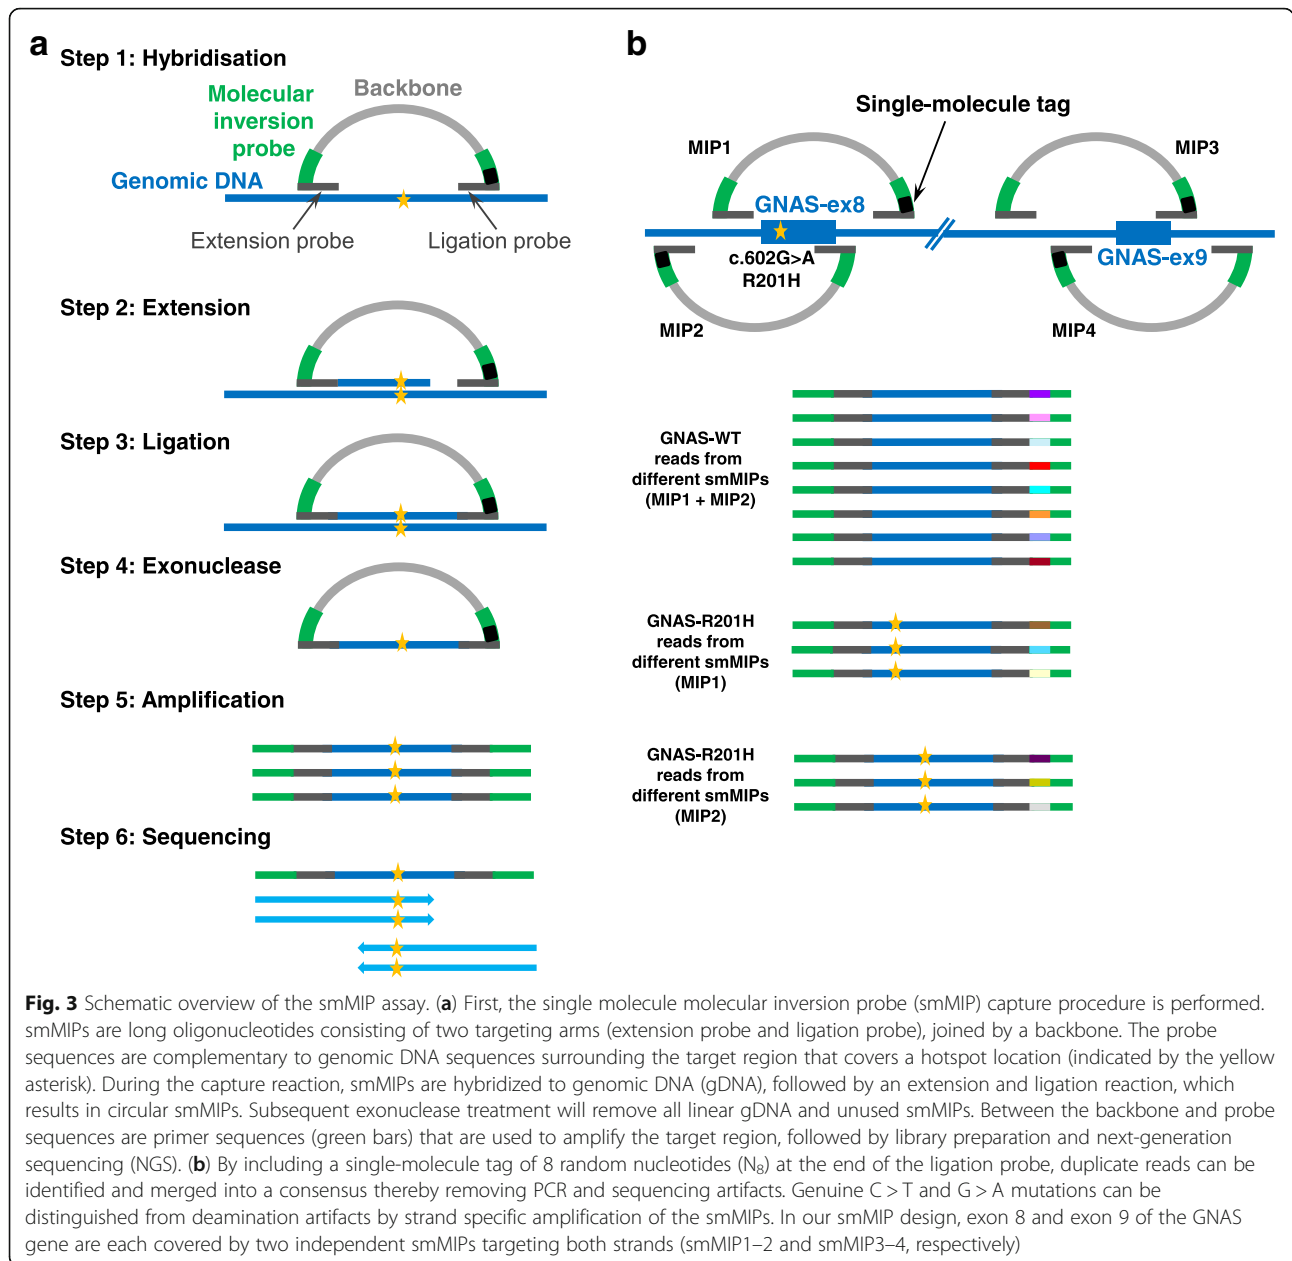 a
Step 1: Hybridisation
Backbone
Molecular
inversion
probe
Genomic DNA
Extension probe
Ligation probe
Step 2: Extension
Step 3: Ligation
Step 4: Exonuclease
Step 5: Amplification
Step 6: Sequencing
b
Single-molecule tag
MIP1
MIP3
GNAS-ex8
c.602G>A
R201H
GNAS-ex9
MIP2
MIP4
GNAS-WT
reads from
different smMIPs
(MIP1 + MIP2)
GNAS-R201H
reads from
different smMIPs
(MIP1)
GNAS-R201H
reads from
different smMIPs
(MIP2)
Fig. 3 Schematic overview of the smMIP assay. (a) First, the single molecule molecular inversion probe (smMIP) capture procedure is performed.
smMIPs are long oligonucleotides consisting of two targeting arms (extension probe and ligation probe), joined by a backbone. The probe
sequences are complementary to genomic DNA sequences surrounding the target region that covers a hotspot location (indicated by the yellow
asterisk). During the capture reaction, smMIPs are hybridized to genomic DNA (gDNA), followed by an extension and ligation reaction, which
results in circular smMIPs. Subsequent exonuclease treatment will remove all linear gDNA and unused smMIPs. Between the backbone and probe
sequences are primer sequences (green bars) that are used to amplify the target region, followed by library preparation and next-generation
sequencing (NGS). (b) By including a single-molecule tag of 8 random nucleotides (N₈) at the end of the ligation probe, duplicate reads can be
identified and merged into a consensus thereby removing PCR and sequencing artifacts. Genuine C > T and G > A mutations can be
distinguished from deamination artifacts by strand specific amplification of the smMIPs. In our smMIP design, exon 8 and exon 9 of the GNAS
gene are each covered by two independent smMIPs targeting both strands (smMIP1–2 and smMIP3–4, respectively)